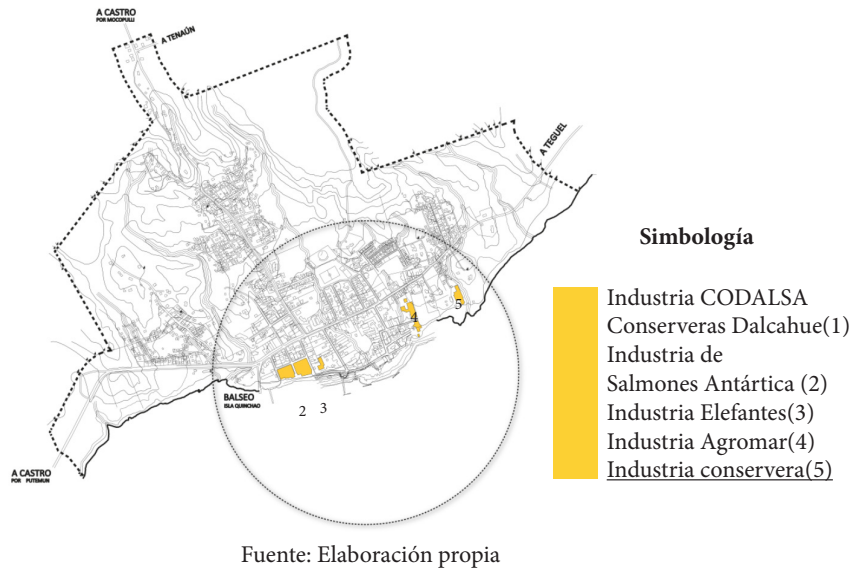 A CASTRO
POR MOCOPULLI
A TENAÚN
A TEGUEL
Simbología
Industria CODALSA
Conserveras Dalcahue(1)
Industria de
Salmones Antártica (2)
Industria Elefantes(3)
Industria Agromar(4)
Industria conservera(5)
5
4
BALSEO
ISLA QUINCHAO
2 3
A CASTRO
POR PUTEMUN
Fuente: Elaboración propia